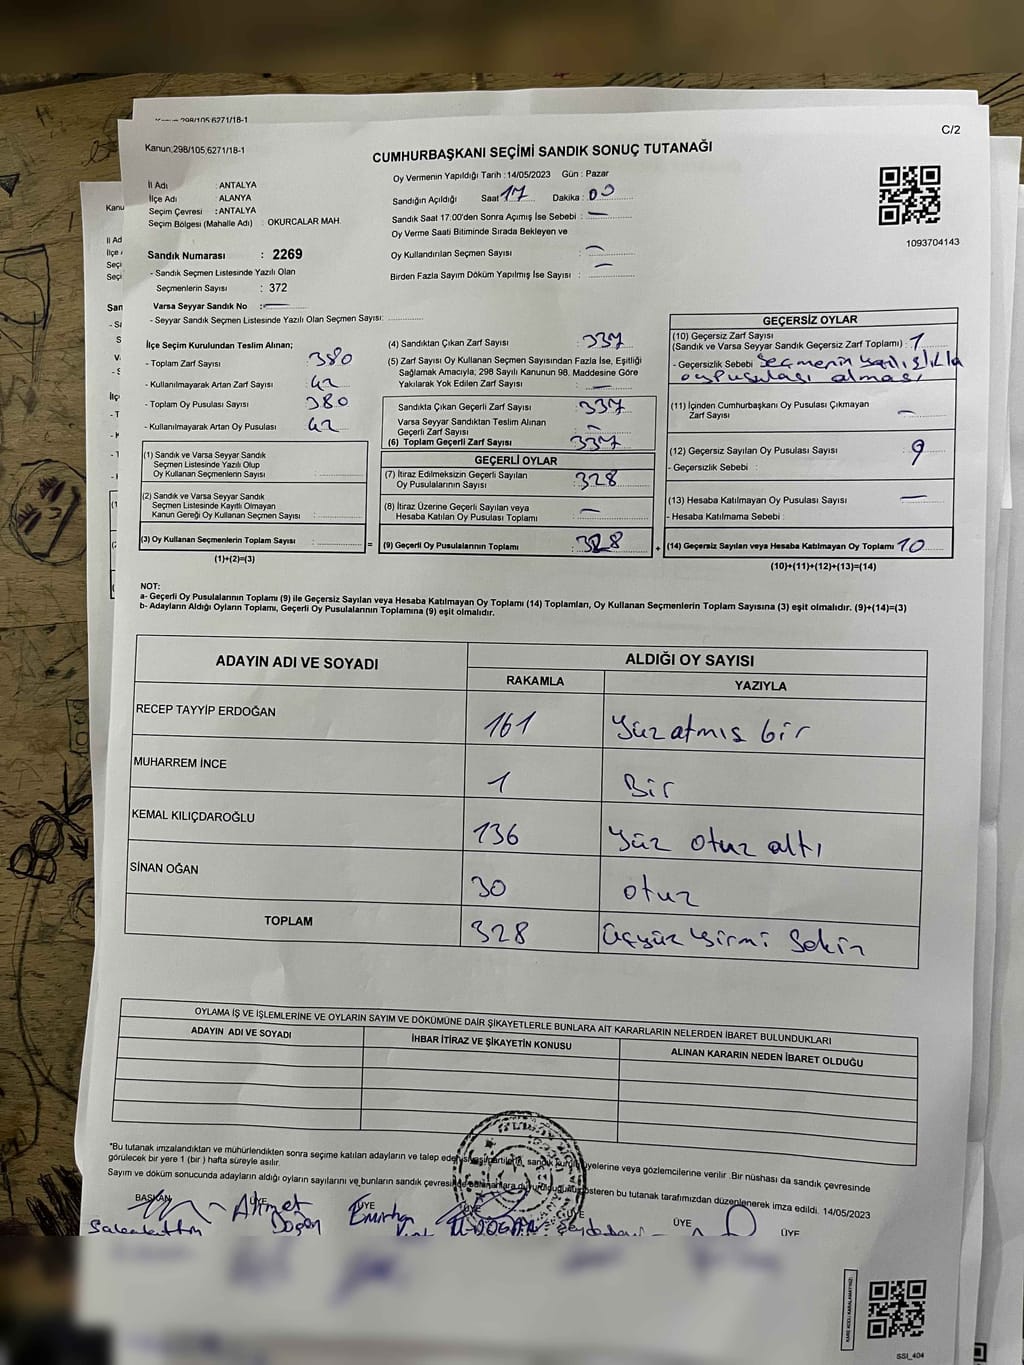 Kanun;298/105,6271/18-1
C/2
CUMHURBAŞKANI SEÇİMİ SANDIK SONUÇ TUTANAĞI
İl Adı : ANTALYA
İlçe Adı : ALANYA
Seçim Çevresi : ANTALYA
Seçim Bölgesi (Mahalle Adı) : OKURCALAR MAH.
Oy Vermenin Yapıldığı Tarih : 14/05/2023 Gün : Pazar
Sandığın Açıldığı Saat 17 Dakika : 00
Sandık Saat 17.00'den Sonra Açımış İse Sebebi : —
Oy Verme Saati Bitiminde Sırada Bekleyen ve
Oy Kullandırılan Seçmen Sayısı : —
Birden Fazla Sayım Döküm Yapılmış İse Sayısı : —
1093704143
Sandık Numarası : 2269
- Sandık Seçmen Listesinde Yazılı Olan
Seçmenlerin Sayısı : 372
Varsa Seyyar Sandık No : —
- Seyyar Sandık Seçmen Listesinde Yazılı Olan Seçmen Sayısı:
İlçe Seçim Kurulundan Teslim Alınan;
- Toplam Zarf Sayısı : 380
- Kullanılmayarak Artan Zarf Sayısı : 42
- Toplam Oy Pusulası Sayısı : 380
- Kullanılmayarak Artan Oy Pusulası : 42
(1) Sandık ve Varsa Seyyar Sandık
Seçmen Listesinde Yazılı Olup
Oy Kullanan Seçmenlerin Sayısı :
(2) Sandık ve Varsa Seyyar Sandık
Seçmen Listesinde Kayıtlı Olmayan
Kanun Gereği Oy Kullanan Seçmen Sayısı :
(3) Oy Kullanan Seçmenlerin Toplam Sayısı : =
(1)+(2)=(3)
(4) Sandıktan Çıkan Zarf Sayısı : 337
(5) Zarf Sayısı Oy Kullanan Seçmen Sayısından Fazla İse, Eşitliği
Sağlamak Amacıyla, 298 Sayılı Kanunun 98. Maddesine Göre
Yakılarak Yok Edilen Zarf Sayısı : —
Sandıkta Çıkan Geçerli Zarf Sayısı : 337
Varsa Seyyar Sandıktan Teslim Alınan
Geçerli Zarf Sayısı :
(6) Toplam Geçerli Zarf Sayısı : 337
GEÇERLİ OYLAR
(7) İtiraz Edilmeksizin Geçerli Sayılan
Oy Pusulalarının Sayısı : 328
(8) İtiraz Üzerine Geçerli Sayılan veya
Hesaba Katılan Oy Pusulası Toplamı : —
(9) Geçerli Oy Pusulalarının Toplamı : 328 +
GEÇERSİZ OYLAR
(10) Geçersiz Zarf Sayısı
(Sandık ve Varsa Seyyar Sandık Geçersiz Zarf Toplamı) : 1
- Geçersizlik Sebebi : Seçmenin yanlışlıkla
oy pusulası alması
(11) İçinden Cumhurbaşkanı Oy Pusulası Çıkmayan
Zarf Sayısı : —
(12) Geçersiz Sayılan Oy Pusulası Sayısı : 9
- Geçersizlik Sebebi :
(13) Hesaba Katılmayan Oy Pusulası Sayısı : —
- Hesaba Katılmama Sebebi :
(14) Geçersiz Sayılan veya Hesaba Katılmayan Oy Toplamı : 10
(10)+(11)+(12)+(13)=(14)
NOT:
a- Geçerli Oy Pusulalarının Toplamı (9) ile Geçersiz Sayılan veya Hesaba Katılmayan Oy Toplamı (14) Toplamları, Oy Kullanan Seçmenlerin Toplam Sayısına (3) eşit olmalıdır. (9)+(14)=(3)
b- Adayların Aldığı Oyların Toplamı, Geçerli Oy Pusulalarının Toplamına (9) eşit olmalıdır.
ADAYIN ADI VE SOYADI ALDIĞI OY SAYISI
RAKAMLA YAZIYLA
RECEP TAYYİP ERDOĞAN 161 Yüz atmış bir
MUHARREM İNCE 1 Bir
KEMAL KILIÇDAROĞLU 136 Yüz otuz altı
SİNAN OĞAN 30 otuz
TOPLAM 328 Üçyüz yirmi Sekiz
OYLAMA İŞ VE İŞLEMLERİNE VE OYLARIN SAYIM VE DÖKÜMÜNE DAİR ŞİKAYETLERLE BUNLARA AİT KARARLARIN NELERDEN İBARET BULUNDUKLARI
ADAYIN ADI VE SOYADI İHBAR İTİRAZ VE ŞİKAYETİN KONUSU ALINAN KARARIN NEDEN İBARET OLDUĞU
*Bu tutanak imzalandıktan ve mühürlendikten sonra seçime katılan adayların ve talep eden siyasi partilerin, sandık kurulu üyelerine veya gözlemcilerine verilir. Bir nüshası da sandık çevresinde
görülecek bir yere 1 (bir ) hafta süreyle asılır.
Sayım ve döküm sonucunda adayların aldığı oyların sayılarını ve bunların sandık çevresinde gösteren bu tutanak tarafımızdan düzenlenerek imza edildi. 14/05/2023
BAŞKAN ÜYE ÜYE ÜYE ÜYE ÜYE ÜYE
Ahmet Doğan
SSI_404